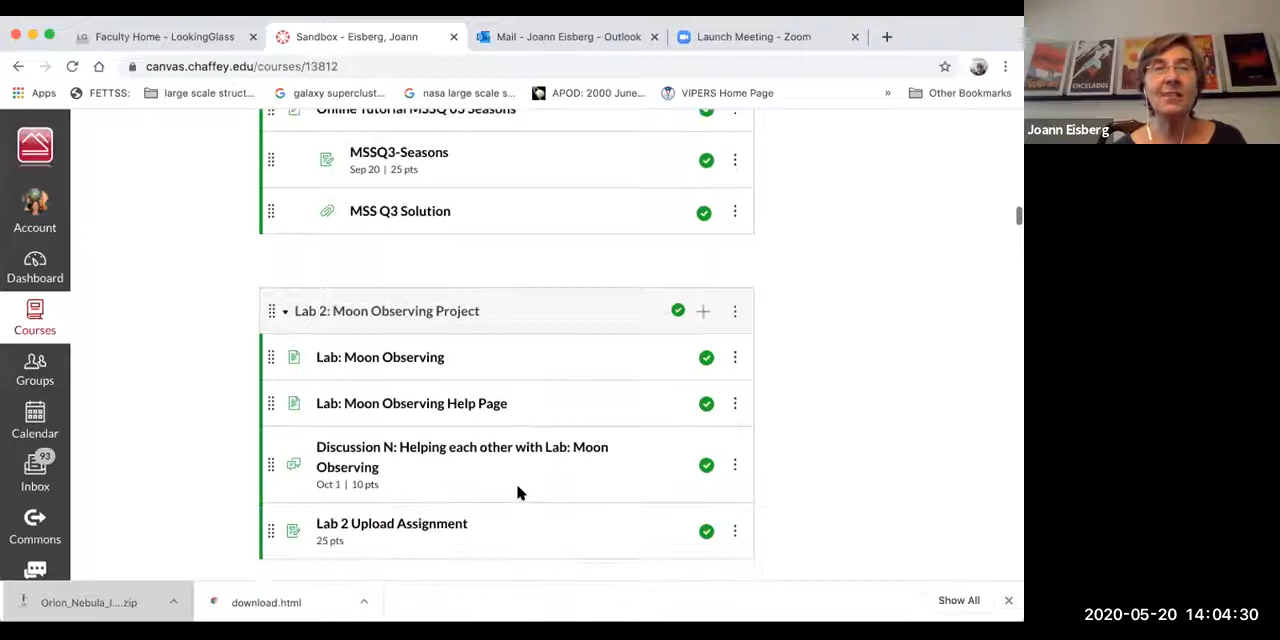 Faculty Home - LookingGlass
Sandbox - Eisberg, Joann
Mail - Joann Eisberg - Outlook
Launch Meeting - Zoom
canvas.chaffey.edu/courses/13812
Apps
FETTSS:
large scale struct...
galaxy superclust...
nasa large scale s...
APOD: 2000 June...
VIPERS Home Page
»
Other Bookmarks
ENCELADUS
Joann Eisberg
Online Tutorial MSSQ 03 Seasons
MSSQ3-Seasons
Sep 20 | 25 pts
MSS Q3 Solution
Lab 2: Moon Observing Project
Lab: Moon Observing
Lab: Moon Observing Help Page
Discussion N: Helping each other with Lab: Moon
Observing
Oct 1 | 10 pts
Lab 2 Upload Assignment
25 pts
Account
Dashboard
Courses
Groups
Calendar
93
Inbox
Commons
Orion_Nebula_I....zip
download.html
Show All
2020-05-20 14:04:30